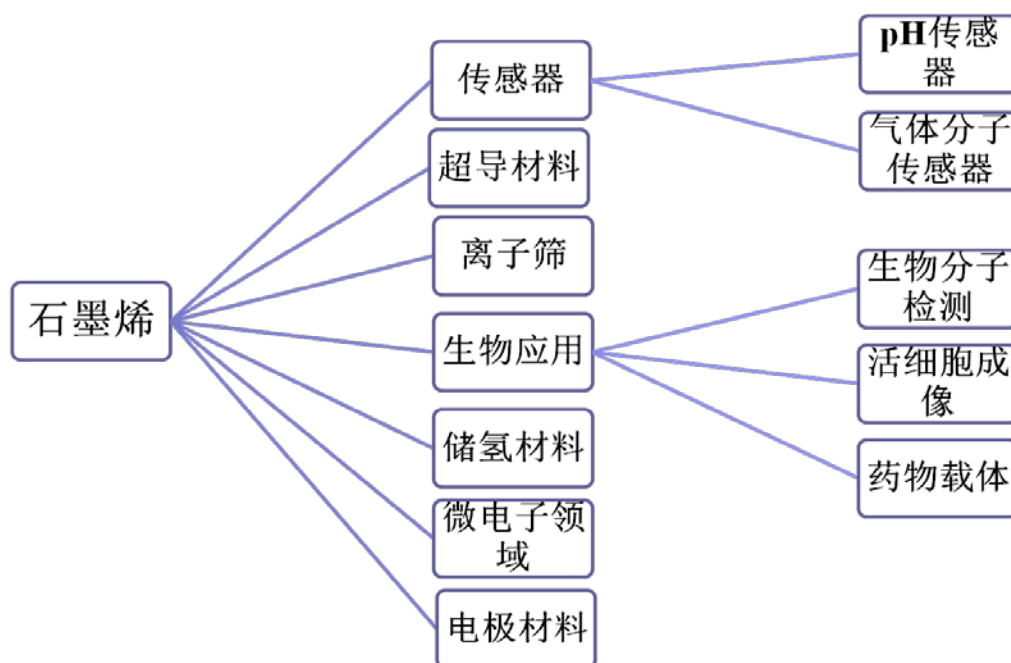 石墨烯
传感器
超导材料
离子筛
生物应用
储氢材料
微电子领
域
电极材料
pH传感
器
气体分子
传感器
生物分子
检测
活细胞成
像
药物载体